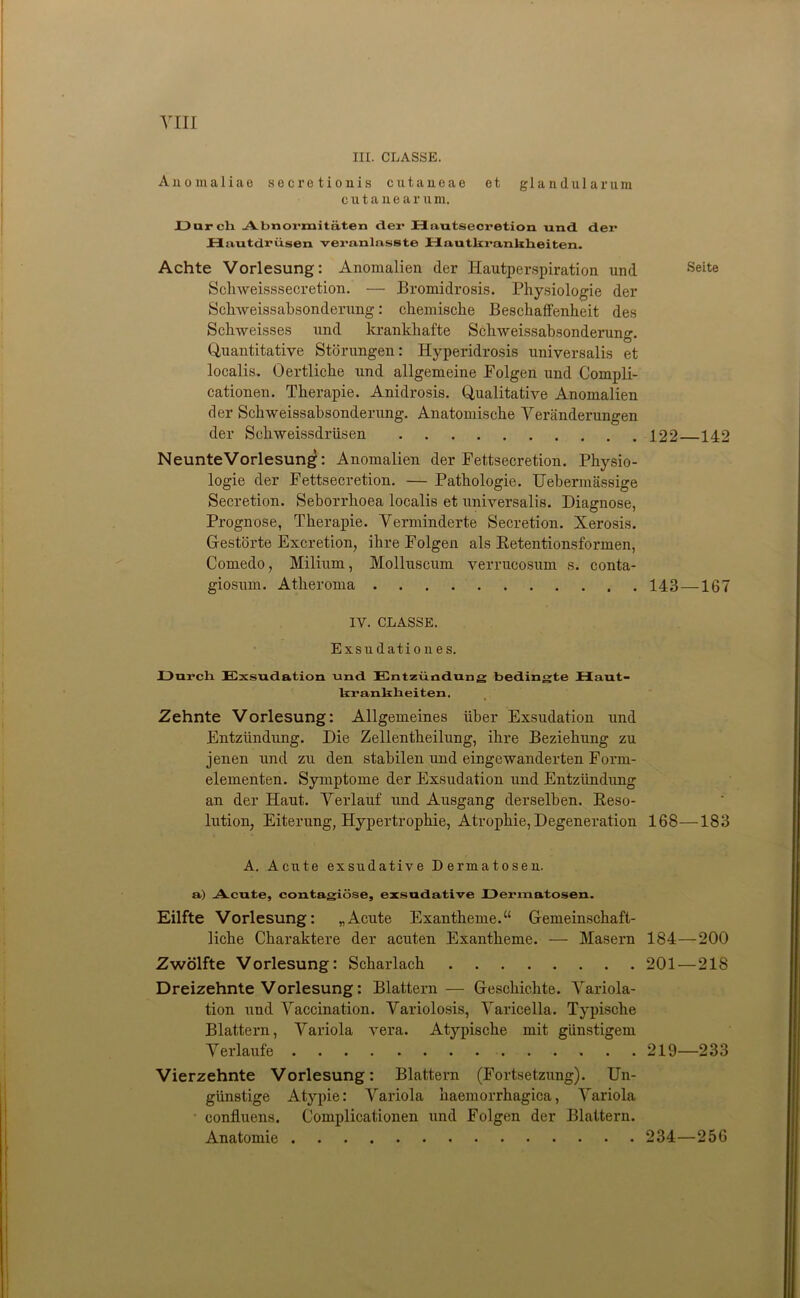 VIII
III. CLASSE.
Anomaliae secretionis cutaneae et glandularum
cutanearum.
Durch Abnormitäten der Hautsecretion und der
Hautdrüsen veranlasste Hautkrankheiten.
Achte Vorlesung: Anomalien der Hautperspiration und Seite
Schweisssecretion. — Bromidrosis. Physiologie der
Schweissabsonderung: chemische Beschaffenheit des
Schweisses und krankhafte Schweissabsonderung.
Quantitative Störungen: Hyperidrosis universalis et
localis. Oertliche und allgemeine Folgen und Compli-
cationen. Therapie. Anidrosis. Qualitative Anomalien
der Schweissabsonderung. Anatomische Veränderungen
der Schweissdrüsen . . . . . . . . . . 122—142
NeunteVorlesung: Anomalien der Fettsecretion. Physio-
logie der Fettsecretion. — Pathologie. Uebermässige
Secretion. Seborrhoea localis et universalis. Diagnose,
Prognose, Therapie. Verminderte Secretion. Xerosis.
Gestörte Excretion, ihre Folgen als Retentionsformen,
Comedo, Milium, Molluscum verrucosum s. conta-
giosum. Atheroma . . . . . . . . . . . 143—167
IV. CLASSE.
Exsudationes.
Durch Exsudation und Entzündung bedingte Haut-
krankheiten.
Zehnte Vorlesung: Allgemeines über Exsudation und
Entzündung. Die Zellentheilung, ihre Beziehung zu
jenen und zu den stabilen und eingewanderten Form-
elementen. Symptome der Exsudation und Entzündung
an der Haut. Verlauf und Ausgang derselben. Reso-
lution, Eiterung, Hypertrophie, Atrophie, Degeneration 168—183
A. Acute exsudative Dermatosen.
a) Acute, contagiöse, exsudative Dermatosen.
Eilfte Vorlesung: „Acute Exantheme.“ Gemeinschaft-
liche Charaktere der acuten Exantheme. — Masern 184—200
Zwölfte Vorlesung: Scharlach . . . . . . . . 201—218
Dreizehnte Vorlesung: Blattern — Geschichte. Variola-
tion und Vaccination. Variolosis, Varicella. Typische
Blattern, Variola vera. Atypische mit günstigem
Verlaufe . . . . . . . . . . . . . . 219—233
Vierzehnte Vorlesung: Blattern (Fortsetzung). Un-
günstige Atypie: Variola haemorrhagica, Variola
confluens. Complicationen und Folgen der Blattern.
Anatomie . . . . . . . . . . . . . . 234—256